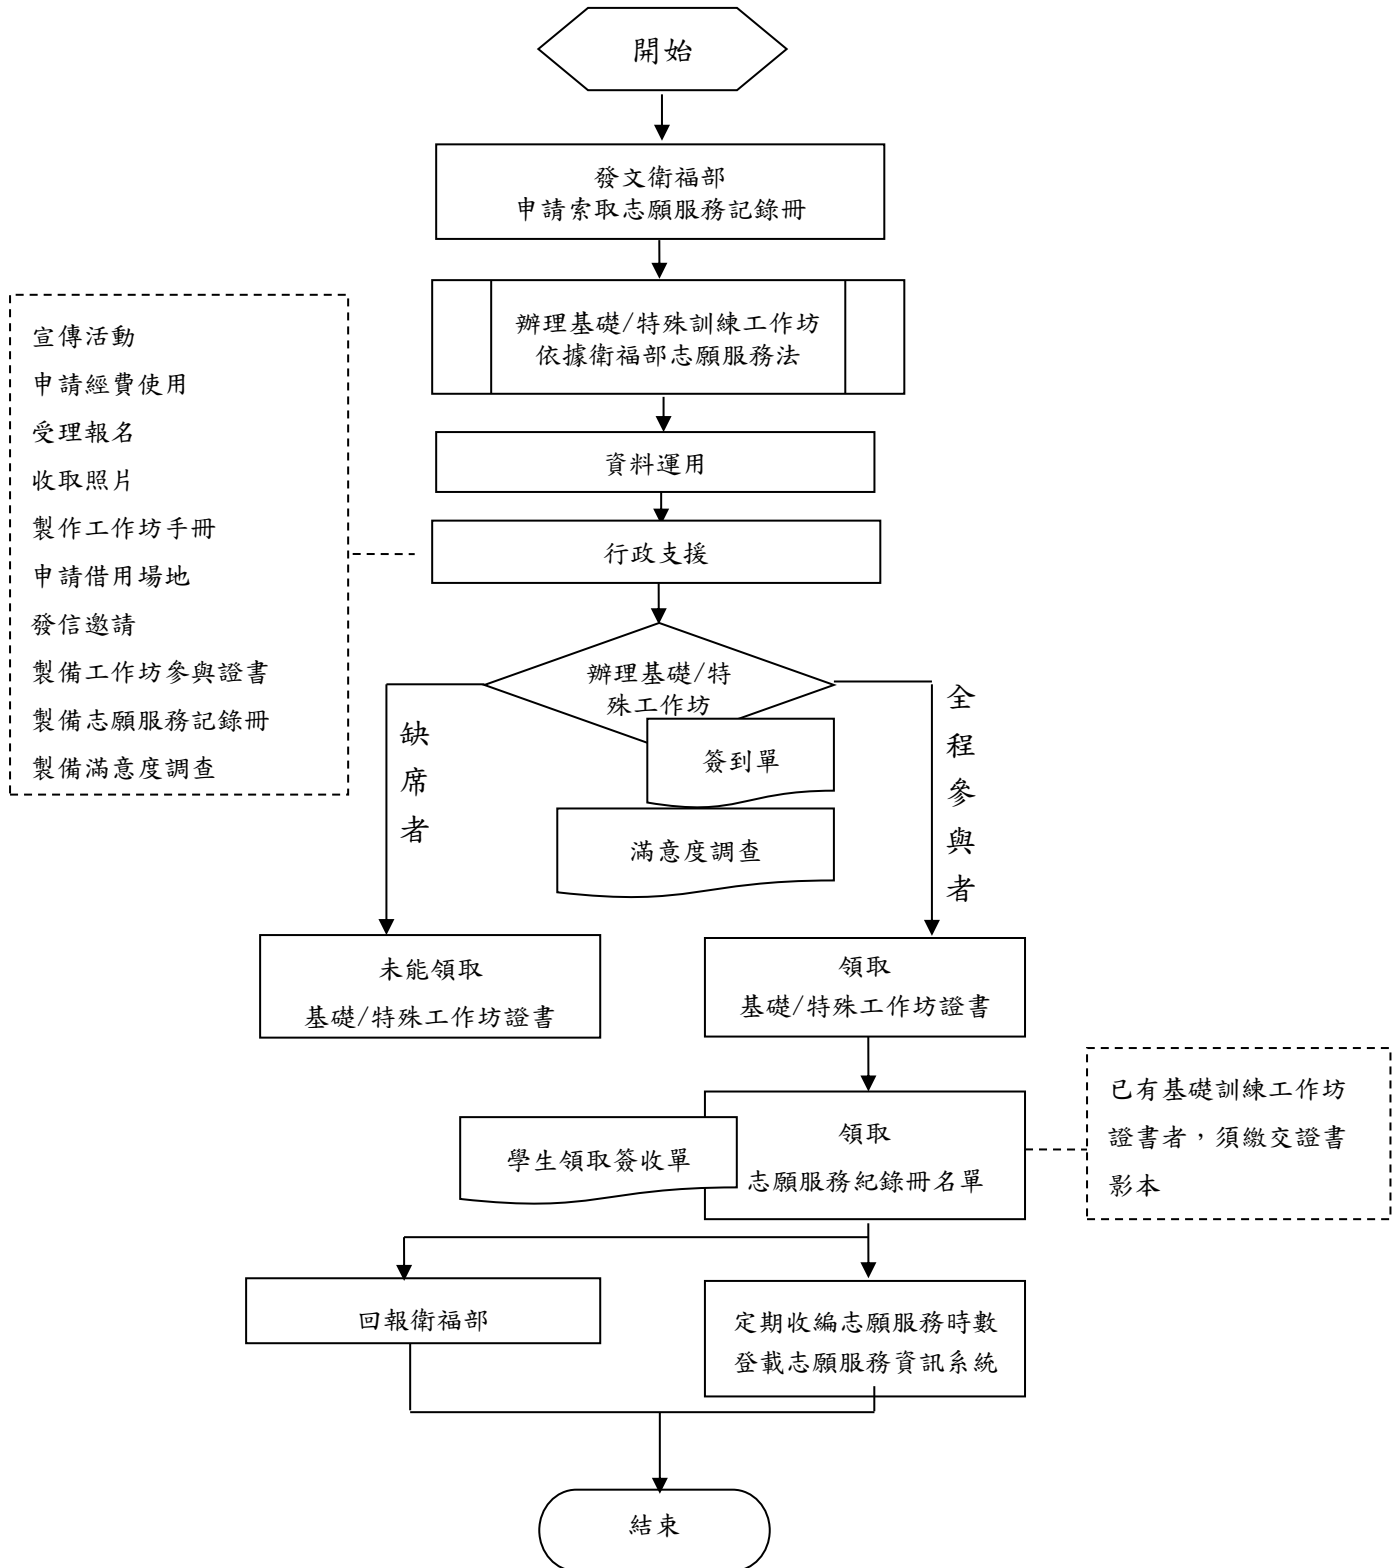 開始
發文衛福部
申請索取志願服務記錄冊
辦理基礎/特殊訓練工作坊
依據衛福部志願服務法
資料運用
行政支援
宣傳活動
申請經費使用
受理報名
收取照片
製作工作坊手冊
申請借用場地
發信邀請
製備工作坊參與證書
製備志願服務記錄冊
製備滿意度調查
辦理基礎/特
殊工作坊
簽到單
滿意度調查
缺席者
全程參與者
未能領取
基礎/特殊工作坊證書
領取
基礎/特殊工作坊證書
領取
志願服務紀錄冊名單
學生領取簽收單
已有基礎訓練工作坊
證書者，須繳交證書
影本
回報衛福部
定期收編志願服務時數
登載志願服務資訊系統
結束